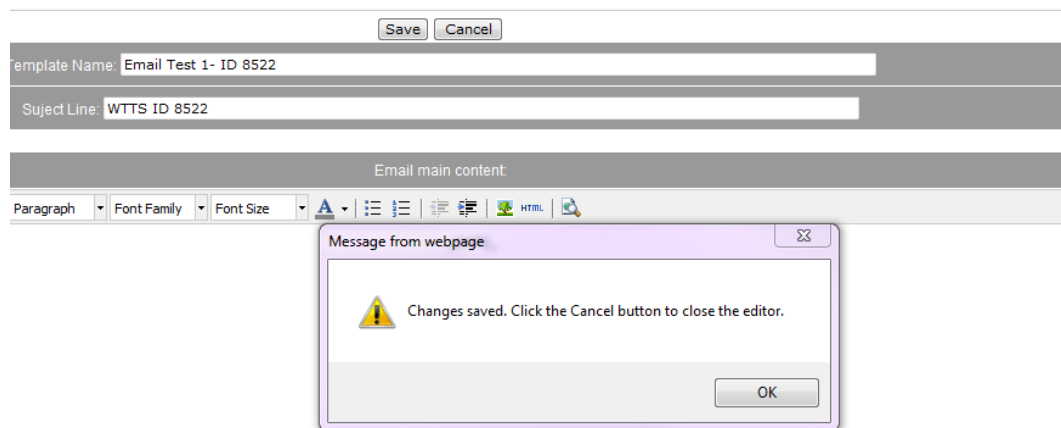 Save Cancel
Template Name: Email Test 1- ID 8522
Suject Line: WTTS ID 8522
Email main content:
Paragraph Font Family Font Size A HTML
Message from webpage
Changes saved. Click the Cancel button to close the editor.
OK